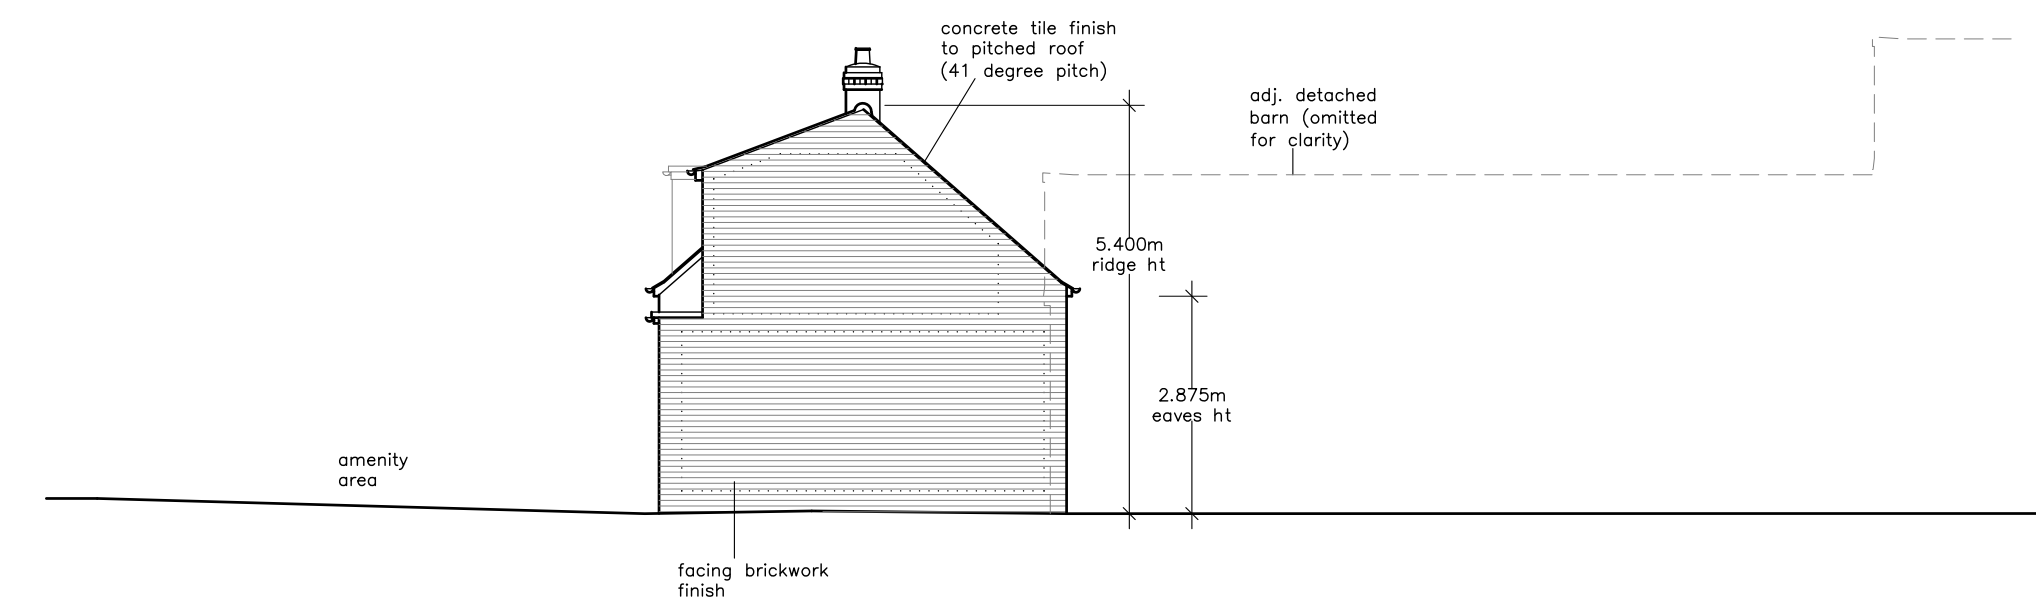 concrete tile finish
to pitched roof
(41 degree pitch)
adj. detached
barn (omitted
for clarity)
5.400m
ridge ht
2.875m
eaves ht
amenity
area
facing brickwork
finish